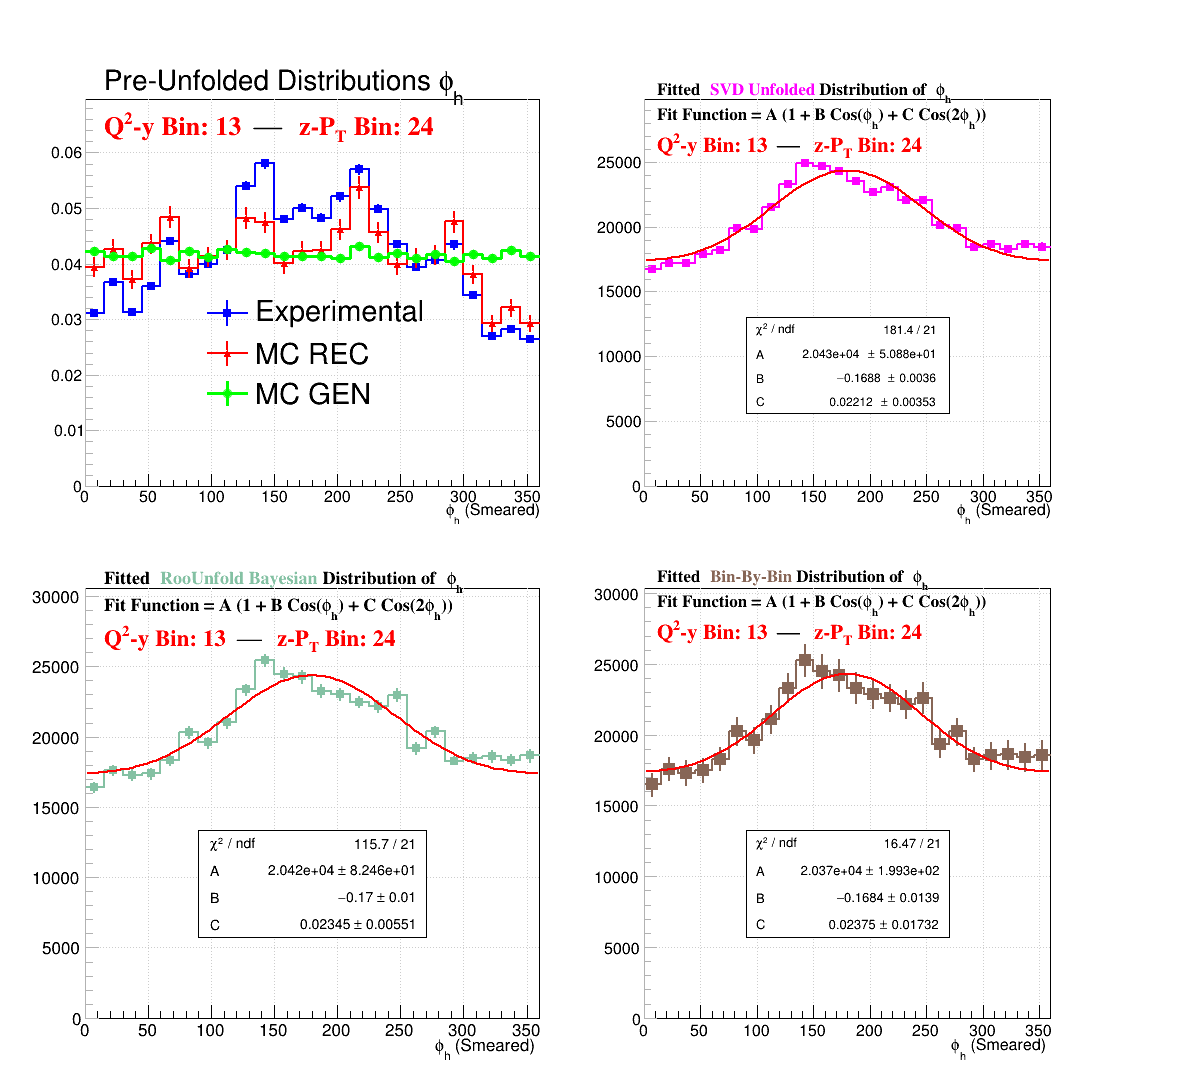 Pre-Unfolded Distributions ϕh
Q²-y Bin: 13 — z-PT Bin: 24
0.06
0.05
0.04
0.03
0.02
0.01
0
Experimental
MC REC
MC GEN
0 50 100 150 200 250 300 350
ϕh (Smeared)
Fitted SVD Unfolded Distribution of ϕh
Fit Function = A (1 + B Cos(ϕh) + C Cos(2ϕh))
Q²-y Bin: 13 — z-PT Bin: 24
25000
20000
15000
10000
5000
0
χ² / ndf 181.4 / 21
A 2.043e+04 ± 5.088e+01
B −0.1688 ± 0.0036
C 0.02212 ± 0.00353
0 50 100 150 200 250 300 350
ϕh (Smeared)
Fitted RooUnfold Bayesian Distribution of ϕh
Fit Function = A (1 + B Cos(ϕh) + C Cos(2ϕh))
Q²-y Bin: 13 — z-PT Bin: 24
30000
25000
20000
15000
10000
5000
0
χ² / ndf 115.7 / 21
A 2.042e+04 ± 8.246e+01
B −0.17 ± 0.01
C 0.02345 ± 0.00551
0 50 100 150 200 250 300 350
ϕh (Smeared)
Fitted Bin-By-Bin Distribution of ϕh
Fit Function = A (1 + B Cos(ϕh) + C Cos(2ϕh))
Q²-y Bin: 13 — z-PT Bin: 24
30000
25000
20000
15000
10000
5000
0
χ² / ndf 16.47 / 21
A 2.037e+04 ± 1.993e+02
B −0.1684 ± 0.0139
C 0.02375 ± 0.01732
0 50 100 150 200 250 300 350
ϕh (Smeared)